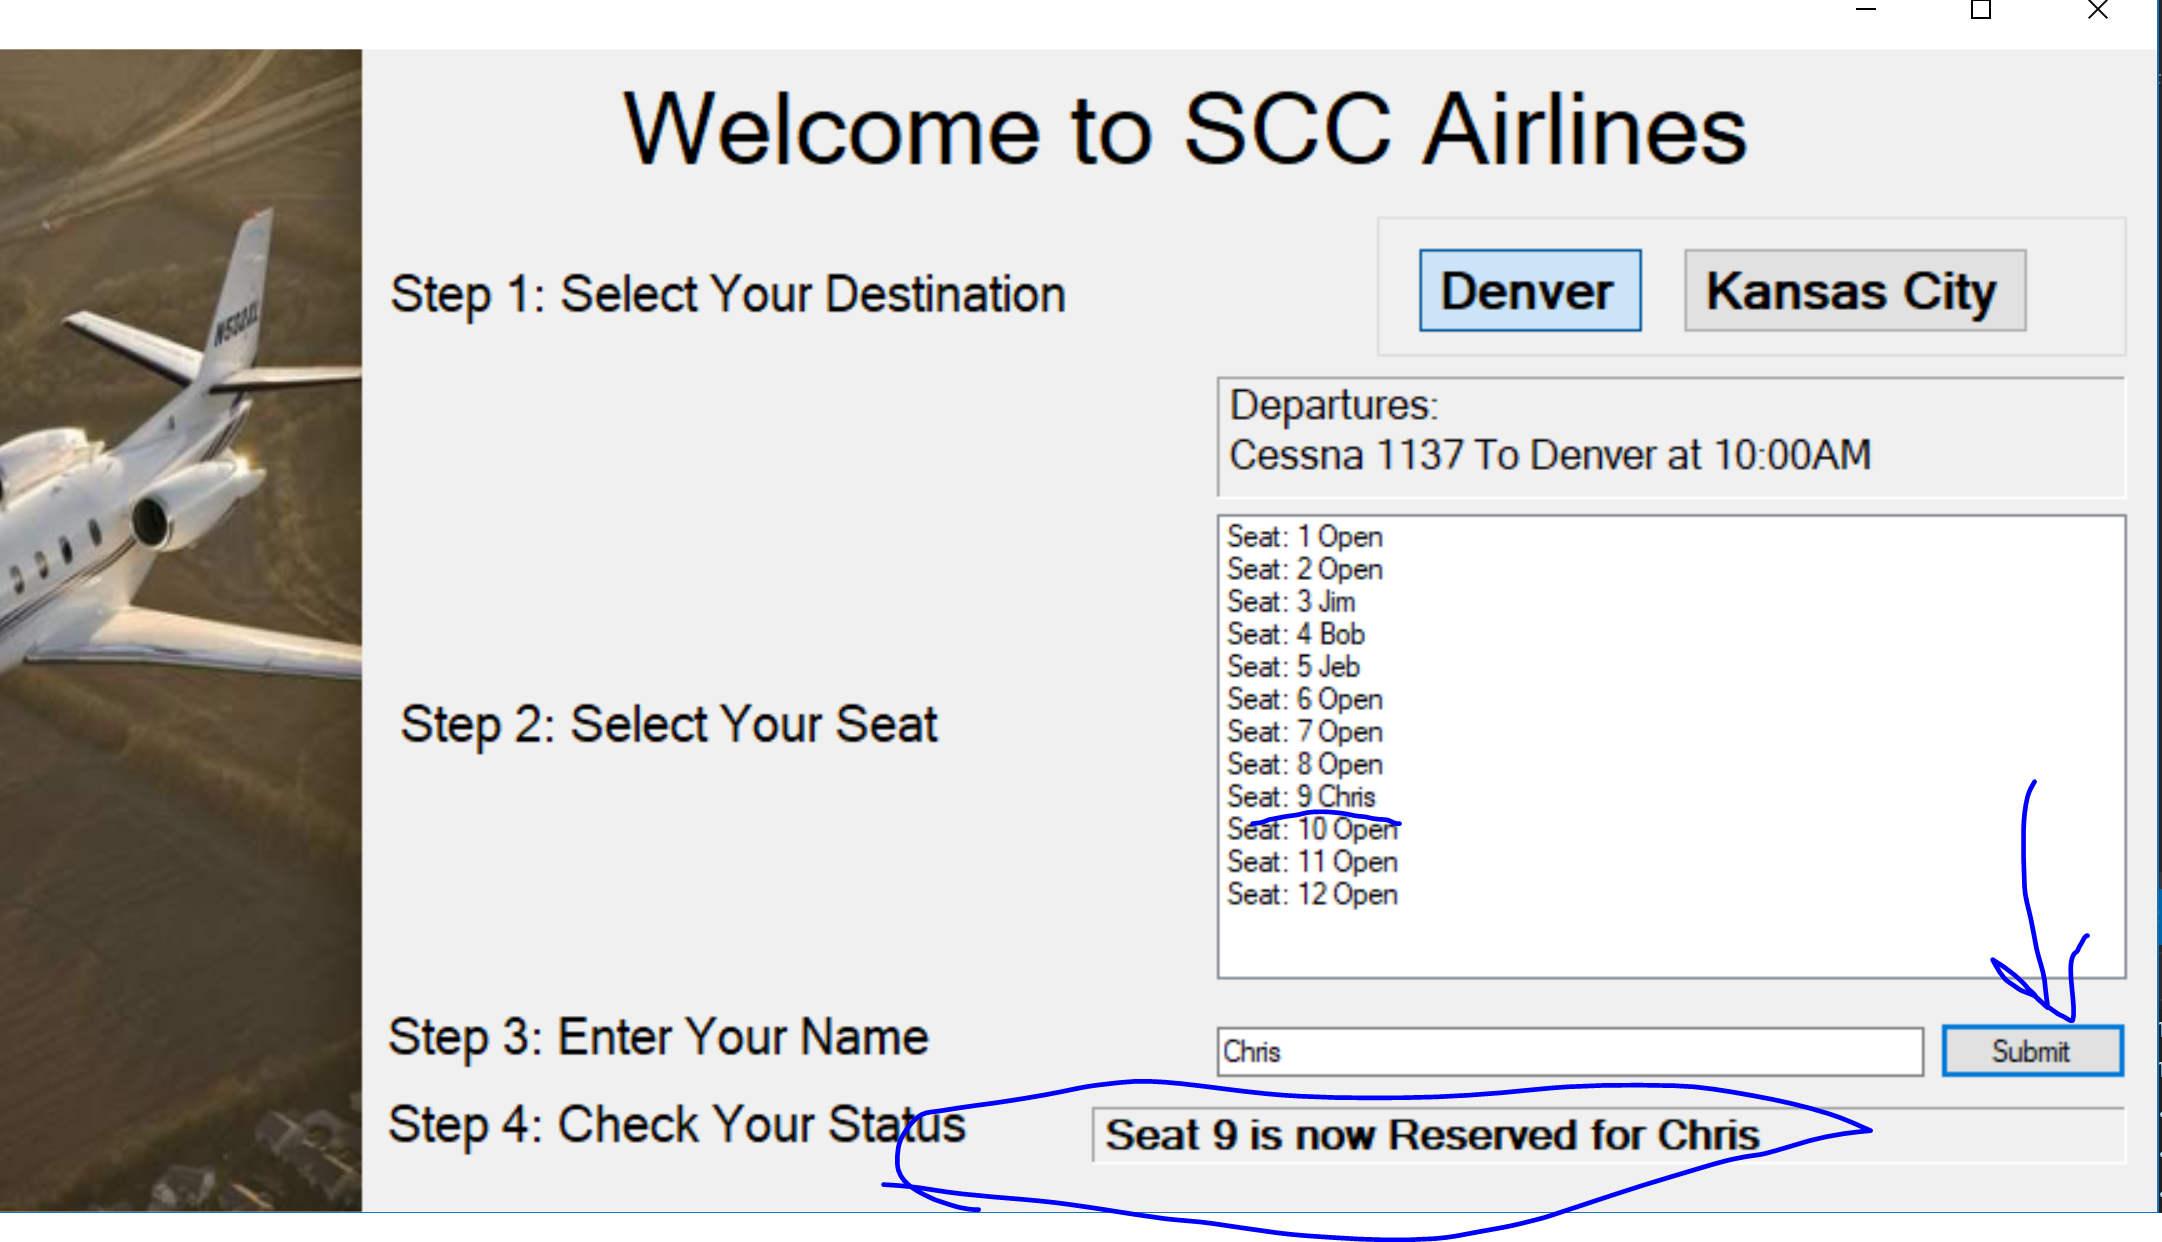 Welcome to SCC Airlines
Step 1: Select Your Destination
Denver
Kansas City
Departures:
Cessna 1137 To Denver at 10:00AM
Step 2: Select Your Seat
Seat: 1 Open
Seat: 2 Open
Seat: 3 Jim
Seat: 4 Bob
Seat: 5 Jeb
Seat: 6 Open
Seat: 7 Open
Seat: 8 Open
Seat: 9 Chris
Seat: 10 Open
Seat: 11 Open
Seat: 12 Open
Step 3: Enter Your Name
Chris
Submit
Step 4: Check Your Status
Seat 9 is now Reserved for Chris